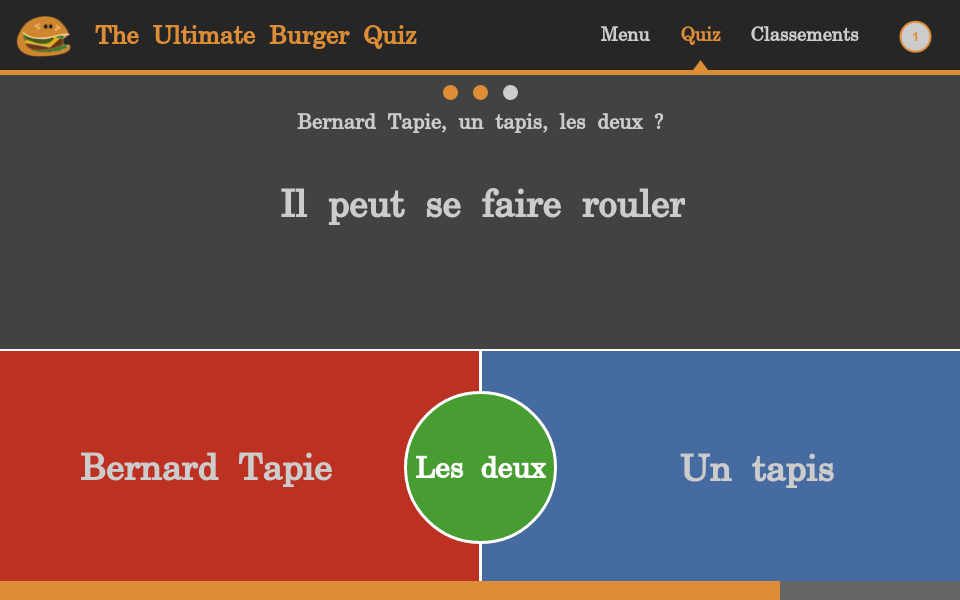 The Ultimate Burger Quiz
Menu
Quiz
Classements
1
Bernard Tapie, un tapis, les deux ?
Il peut se faire rouler
Bernard Tapie
Les deux
Un tapis